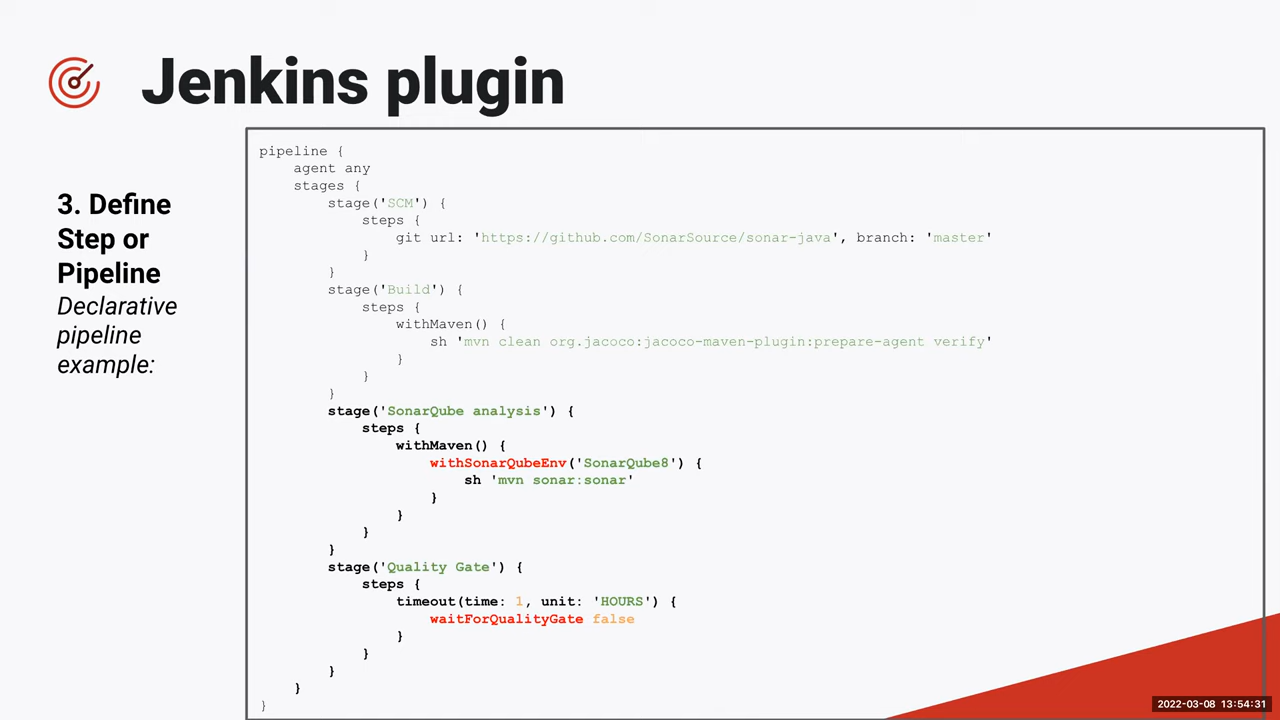 Jenkins plugin
3. Define
Step or
Pipeline
Declarative
pipeline
example:
pipeline {
    agent any
    stages {
        stage('SCM') {
            steps {
                git url: 'https://github.com/SonarSource/sonar-java', branch: 'master'
            }
        }
        stage('Build') {
            steps {
                withMaven() {
                    sh 'mvn clean org.jacoco:jacoco-maven-plugin:prepare-agent verify'
                }
            }
        }
        stage('SonarQube analysis') {
            steps {
                withMaven() {
                    withSonarQubeEnv('SonarQube8') {
                        sh 'mvn sonar:sonar'
                    }
                }
            }
        }
        stage('Quality Gate') {
            steps {
                timeout(time: 1, unit: 'HOURS') {
                    waitForQualityGate false
                }
            }
        }
    }
}
2022-03-08 13:54:31